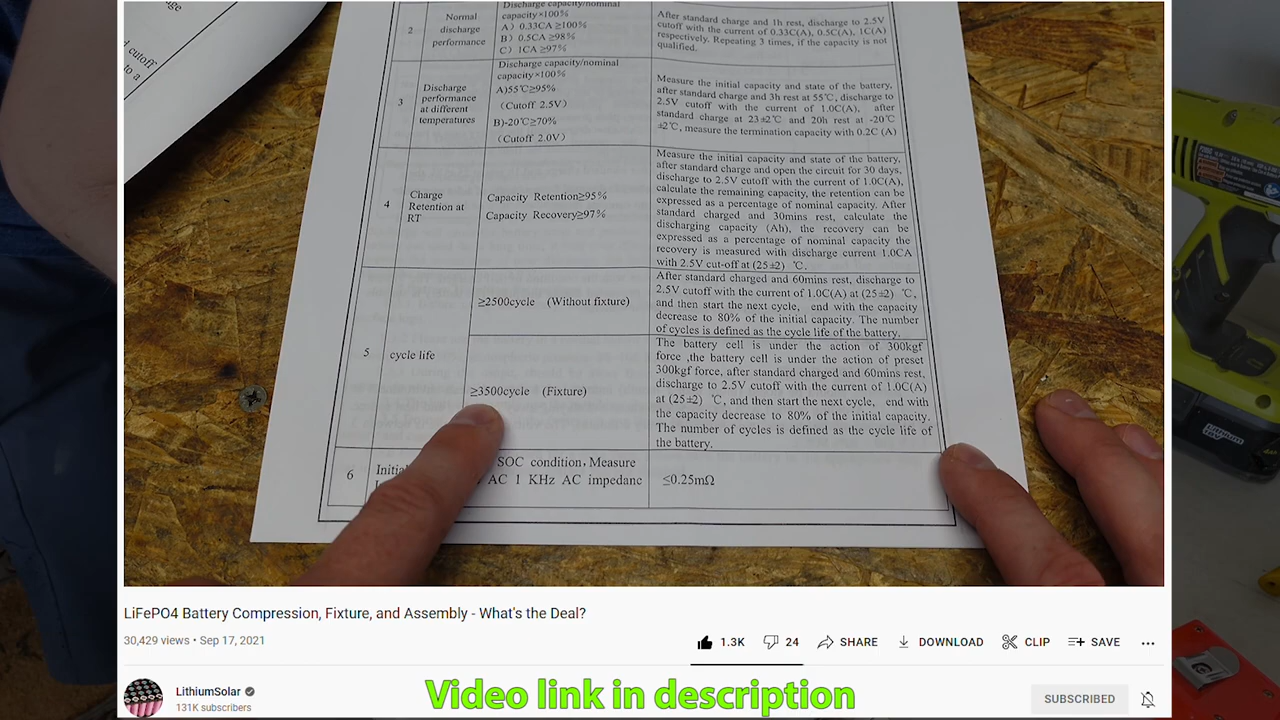 age
cutoff
to a
2
Normal
discharge
performance
Discharge capacity/nominal
capacity×100%
A）0.33CA ≥100%
B）0.5CA ≥98%
C）1CA ≥97%
After standard charge and 1h rest, discharge to 2.5V
cutoff with the current of 0.33C(A), 0.5C(A), 1C(A)
respectively. Repeating 3 times, if the capacity is not
qualified.
3
Discharge
performance
at different
temperatures
Discharge capacity/nominal
capacity×100%
A)55℃≥95%
（Cutoff 2.5V）
B)-20℃≥70%
（Cutoff 2.0V）
Measure the initial capacity and state of the battery,
after standard charge and 3h rest at 55℃, discharge to
2.5V cutoff with the current of 1.0C(A), after
standard charge at 23±2℃ and 20h rest at -20℃
±2℃, measure the termination capacity with 0.2C (A)
4
Charge
Retention at
RT
Capacity Retention≥95%
Capacity Recovery≥97%
Measure the initial capacity and state of the battery,
after standard charge and open the circuit for 30 days,
discharge to 2.5V cutoff with the current of 1.0C(A),
calculate the remaining capacity, the retention can be
expressed as a percentage of nominal capacity. After
standard charged and 30mins rest, calculate the
discharging capacity (Ah), the recovery can be
expressed as a percentage of nominal capacity the
recovery is measured with discharge current 1.0CA
with 2.5V cut-off at (25±2) ℃.
5
cycle life
≥2500cycle （Without fixture)
After standard charged and 60mins rest, discharge to
2.5V cutoff with the current of 1.0C(A) at (25±2) ℃,
and then start the next cycle, end with the capacity
decrease to 80% of the initial capacity. The number
of cycles is defined as the cycle life of the battery.
≥3500cycle （Fixture)
The battery cell is under the action of 300kgf
force ,the battery cell is under the action of preset
300kgf force, after standard charged and 60mins rest,
discharge to 2.5V cutoff with the current of 1.0C(A)
at (25±2) ℃, and then start the next cycle, end with
the capacity decrease to 80% of the initial capacity.
The number of cycles is defined as the cycle life of
the battery.
6
Initial
SOC condition, Measure
AC 1 KHz AC impedanc
≤0.25mΩ
Lithium
LiFePO4 Battery Compression, Fixture, and Assembly - What's the Deal?
30,429 views • Sep 17, 2021
1.3K
24
SHARE
DOWNLOAD
CLIP
SAVE
LithiumSolar
131K subscribers
Video link in description
SUBSCRIBED